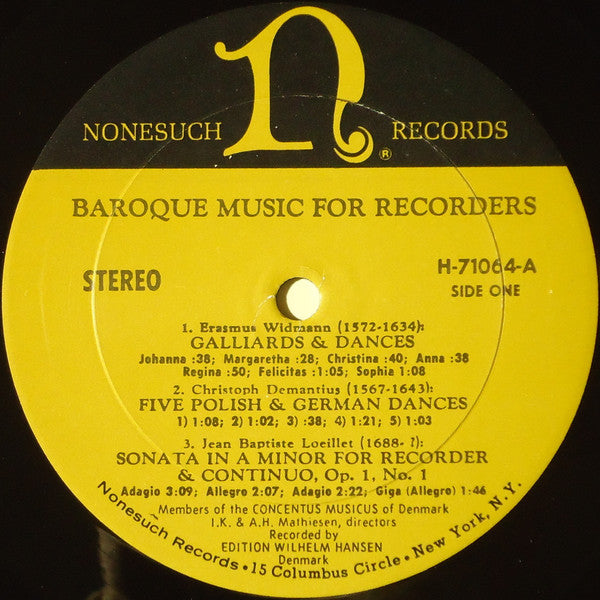 n
NONESUCH RECORDS
®
BAROQUE MUSIC FOR RECORDERS
STEREO
H-71064-A
SIDE ONE
1. Erasmus Widmann (1572-1634):
GALLIARDS & DANCES
Johanna :38; Margaretha :28; Christina :40; Anna :38
Regina :50; Felicitas :1:05; Sophia 1:08
2. Christoph Demantius (1567-1643):
FIVE POLISH & GERMAN DANCES
1) 1:08; 2) 1:02; 3) :38; 4) 1:21; 5) 1:03
3. Jean Baptiste Loeillet (1688- ?):
SONATA IN A MINOR FOR RECORDER
& CONTINUO, Op. 1, No. 1
Adagio 3:09; Allegro 2:07; Adagio 2:22; Giga (Allegro) 1:46
Members of the CONCENTUS MUSICUS of Denmark
I.K. & A.H. Mathiesen, directors
Recorded by
EDITION WILHELM HANSEN
Denmark
Nonesuch Records • 15 Columbus Circle • New York, N.Y.